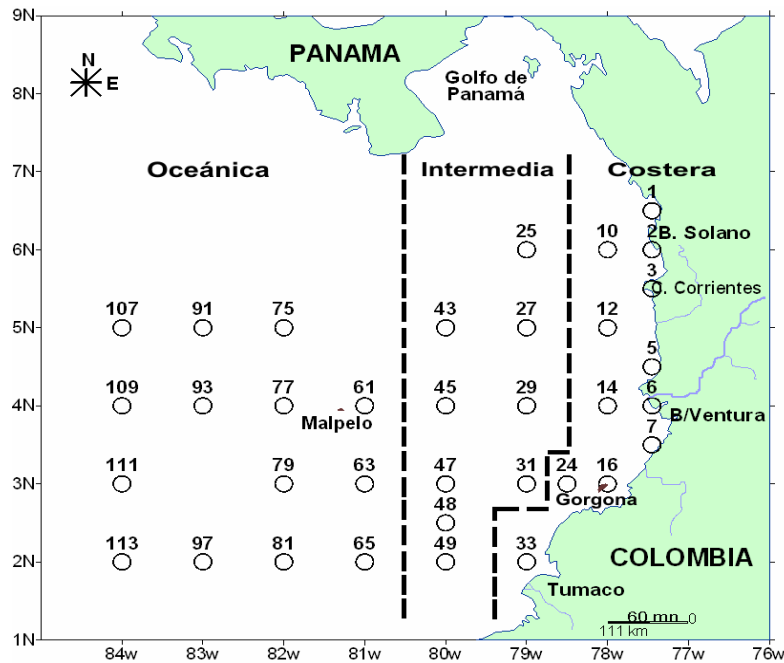 9N
PANAMA
N
E
Golfo de
Panamá
8N
7N
Oceánica
Intermedia
Costera
1
25
10
2
B. Solano
6N
3
C. Corrientes
107
91
75
43
27
12
5N
5
109
93
77
61
45
29
14
6
4N
Malpelo
B/Ventura
7
111
79
63
47
31
24
16
3N
Gorgona
48
113
97
81
65
49
33
2N
COLOMBIA
Tumaco
60 mn
0
111 km
1N
84w
83w
82w
81w
80w
79w
78w
77w
76w